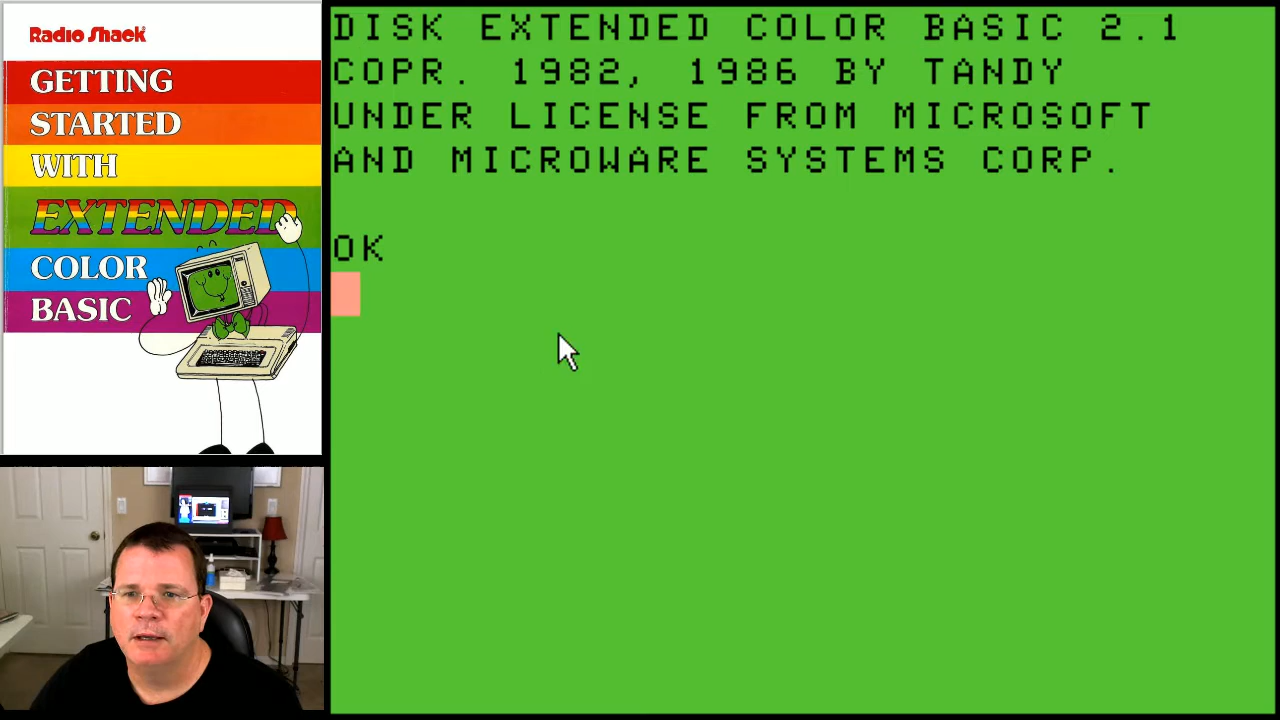 Radio Shack
GETTING
STARTED
WITH
EXTENDED
COLOR
BASIC
DISK EXTENDED COLOR BASIC 2.1
COPR. 1982, 1986 BY TANDY
UNDER LICENSE FROM MICROSOFT
AND MICROWARE SYSTEMS CORP.
OK